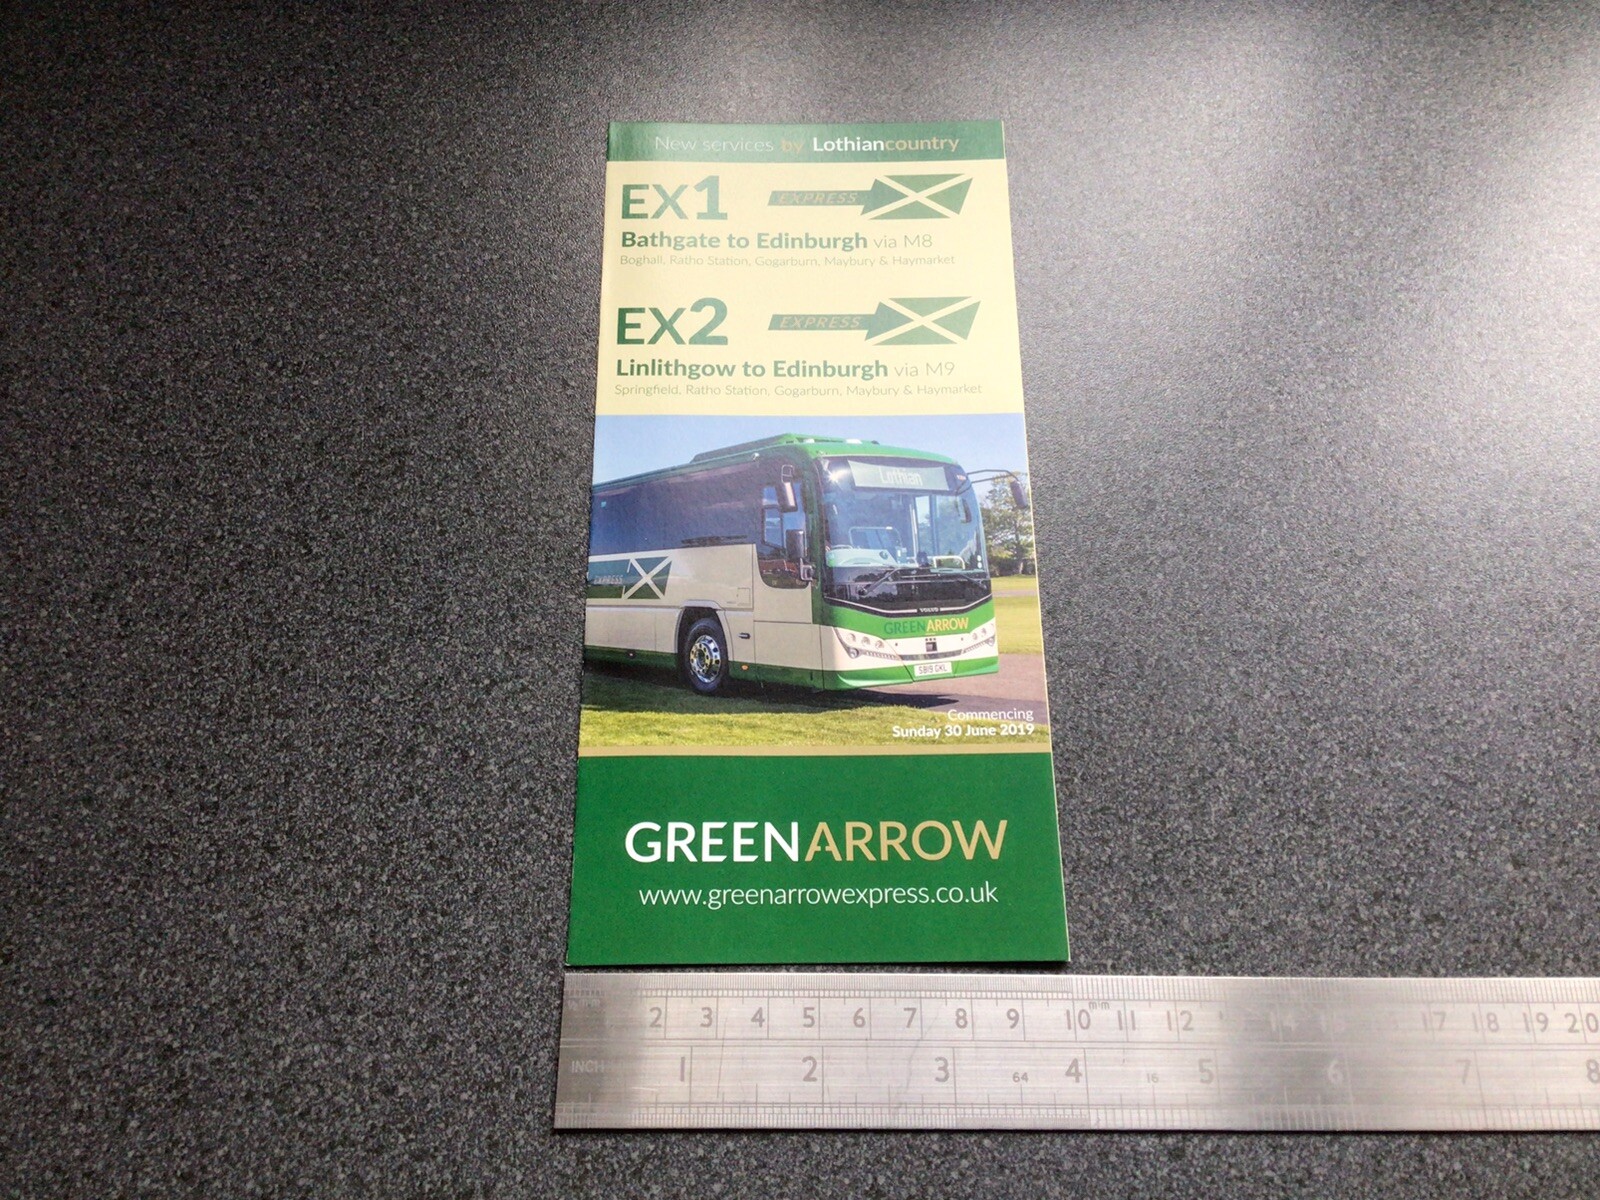 New services by Lothiancountry
EX1
EXPRESS
Bathgate to Edinburgh via M8
Boghall, Ratho Station, Gogarburn, Maybury & Haymarket
EX2
EXPRESS
Linlithgow to Edinburgh via M9
Springfield, Ratho Station, Gogarburn, Maybury & Haymarket
Lothian
EXPRESS
VOLVO
GREENARROW
SB19 GKL
Commencing
Sunday 30 June 2019
GREENARROW
www.greenarrowexpress.co.uk
2 3 4 5 6 7 8 9 10 mm 11 12 14 17 18 19 20
INCH 1 2 3 64 4 16 5 6 7 8